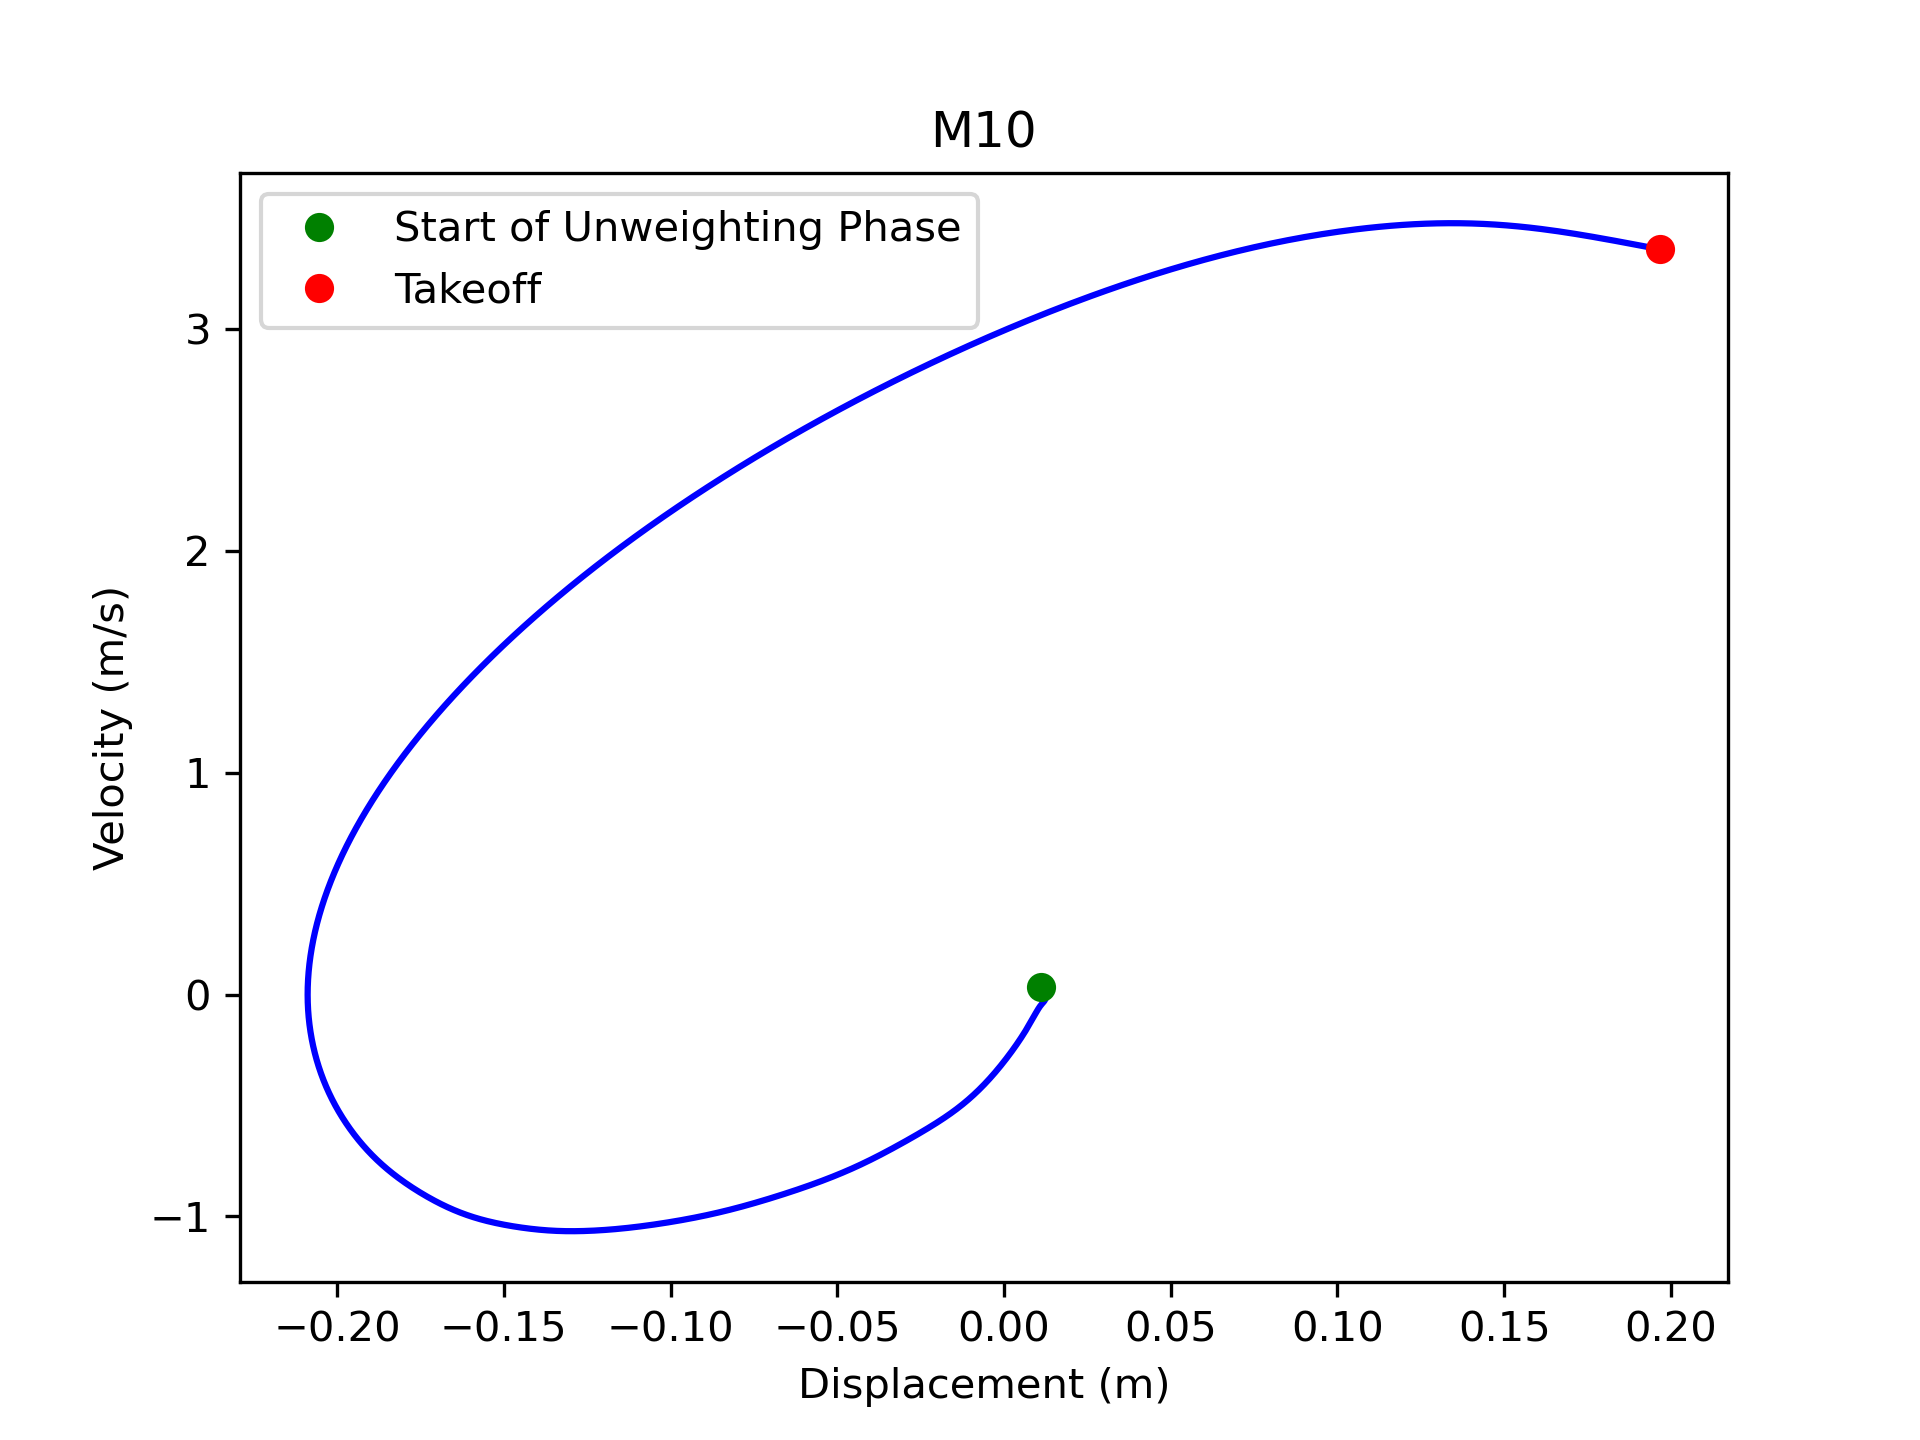 M10
Start of Unweighting Phase
Takeoff
3
2
1
0
−1
Velocity (m/s)
−0.20 −0.15 −0.10 −0.05 0.00 0.05 0.10 0.15 0.20
Displacement (m)